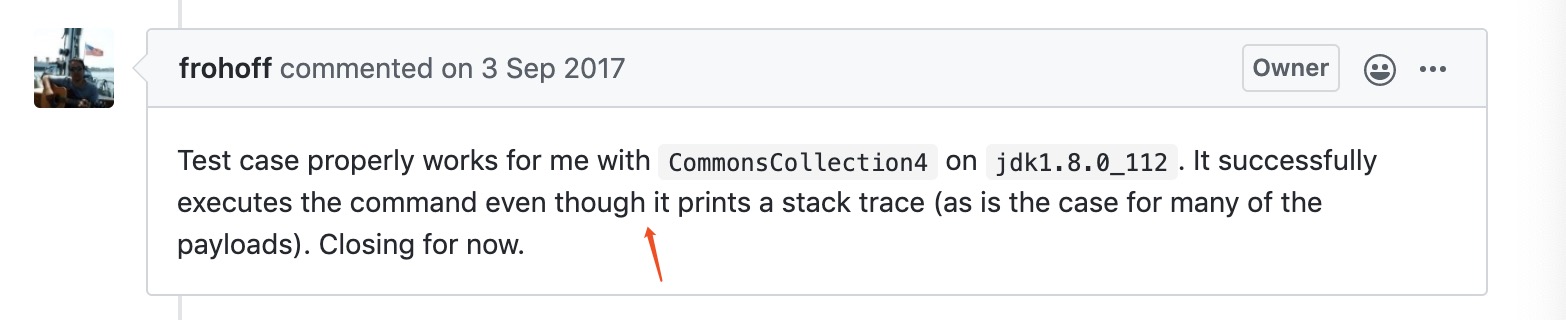 frohoff commented on 3 Sep 2017
Owner
Test case properly works for me with CommonsCollection4 on jdk1.8.0_112. It successfully
executes the command even though it prints a stack trace (as is the case for many of the
payloads). Closing for now.